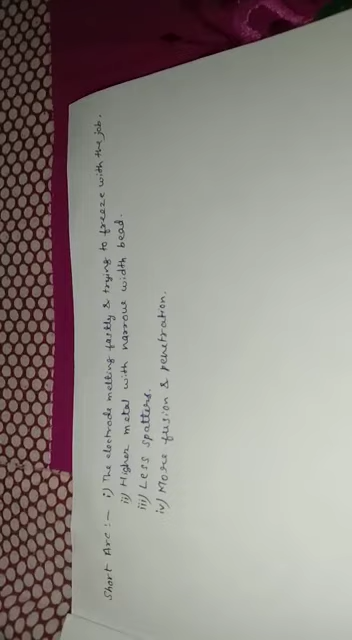 Short Arc :- i) The electrode melting fastly & trying to freeze with the job.
ii) Higher metal with narrow width bead.
iii) Less spatters.
iv) More fusion & penetration.